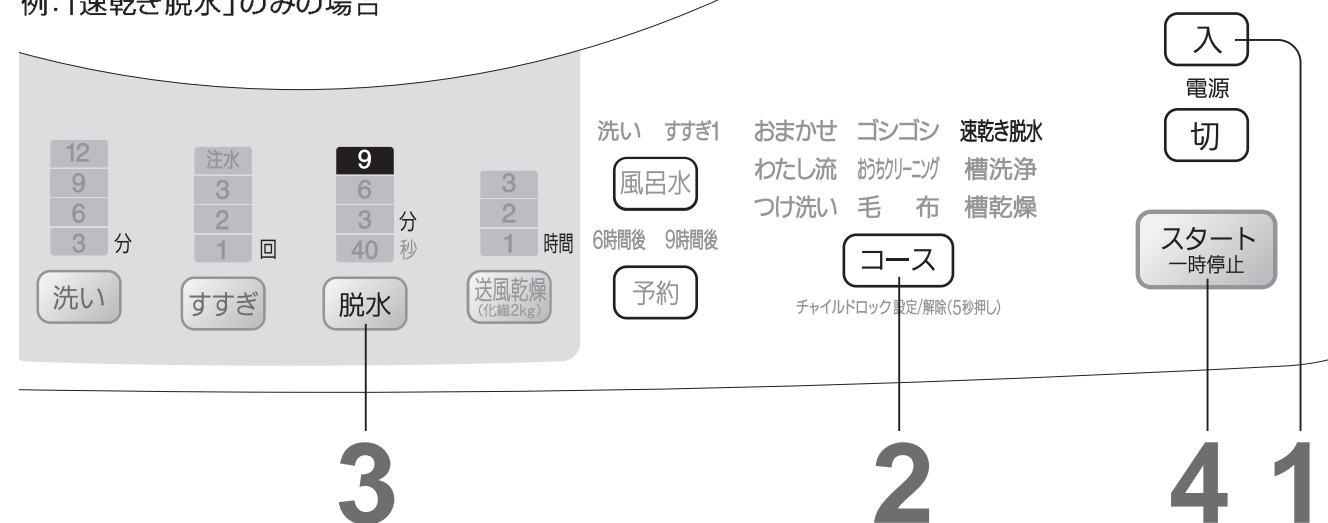 例:「速乾き脱水」のみの場合
入
電源
切
洗い すすぎ1
風呂水
6時間後 9時間後
予約
おまかせ ゴシゴシ 速乾き脱水
わたし流 おうちクリーニング 槽洗浄
つけ洗い 毛布 槽乾燥
コース
チャイルドロック設定/解除(5秒押し)
スタート
一時停止
12
9
6
3 分
洗い
注水
3
2
1 回
すすぎ
9
6
3 分
40 秒
脱水
3
2
1 時間
送風乾燥
(化繊2kg)
3 2 4 1